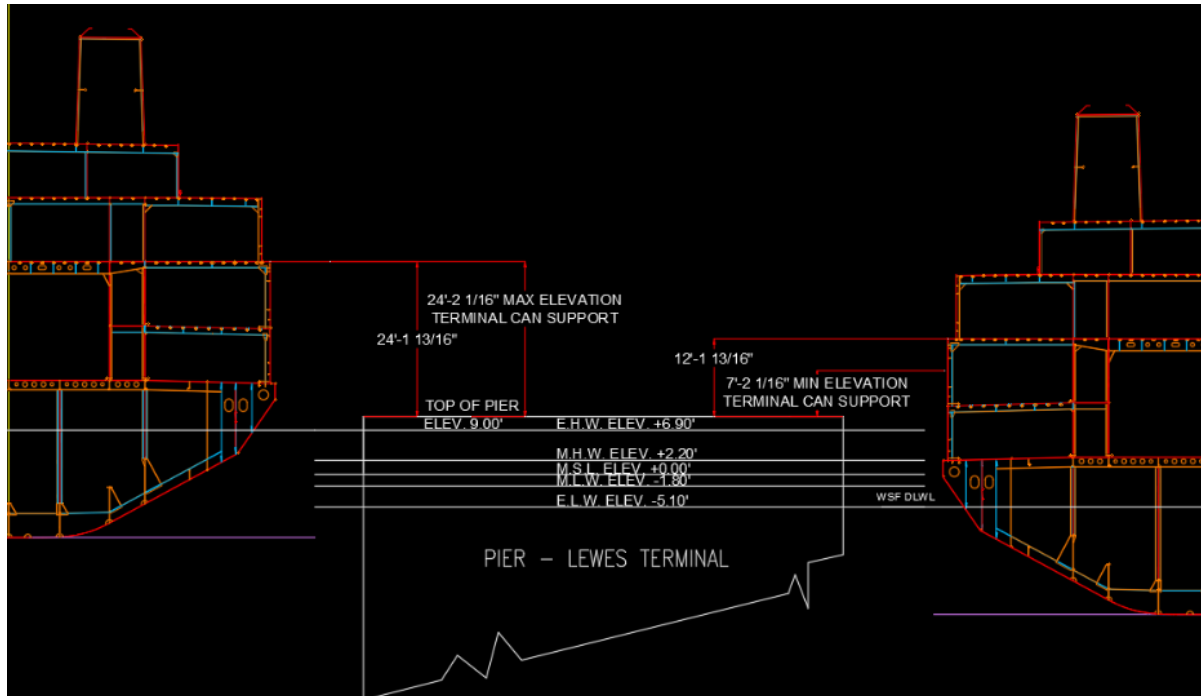 24'-2 1/16" MAX ELEVATION
TERMINAL CAN SUPPORT
24'-1 13/16"
12'-1 13/16"
7'-2 1/16" MIN ELEVATION
TERMINAL CAN SUPPORT
TOP OF PIER
ELEV. 9.00'
E.H.W. ELEV. +6.90'
M.H.W. ELEV. +2.20'
M.S.L. ELEV. +0.00'
M.L.W. ELEV. -1.80'
E.L.W. ELEV. -5.10'
WSF DLWL
PIER – LEWES TERMINAL